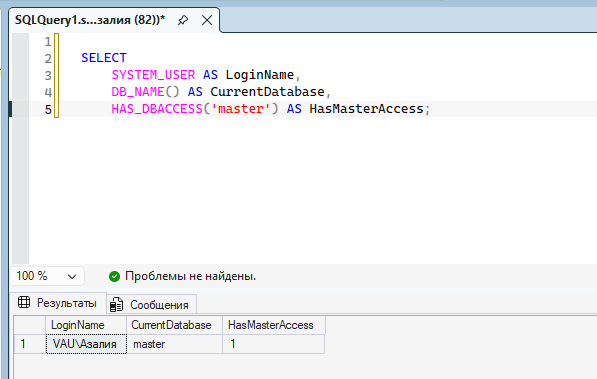 SQLQuery1.s...залия (82))*
1
2 SELECT
3 SYSTEM_USER AS LoginName,
4 DB_NAME() AS CurrentDatabase,
5 HAS_DBACCESS('master') AS HasMasterAccess;
100 %
Проблемы не найдены.
Результаты
Сообщения
LoginName CurrentDatabase HasMasterAccess
1 VAU\Азалия master 1